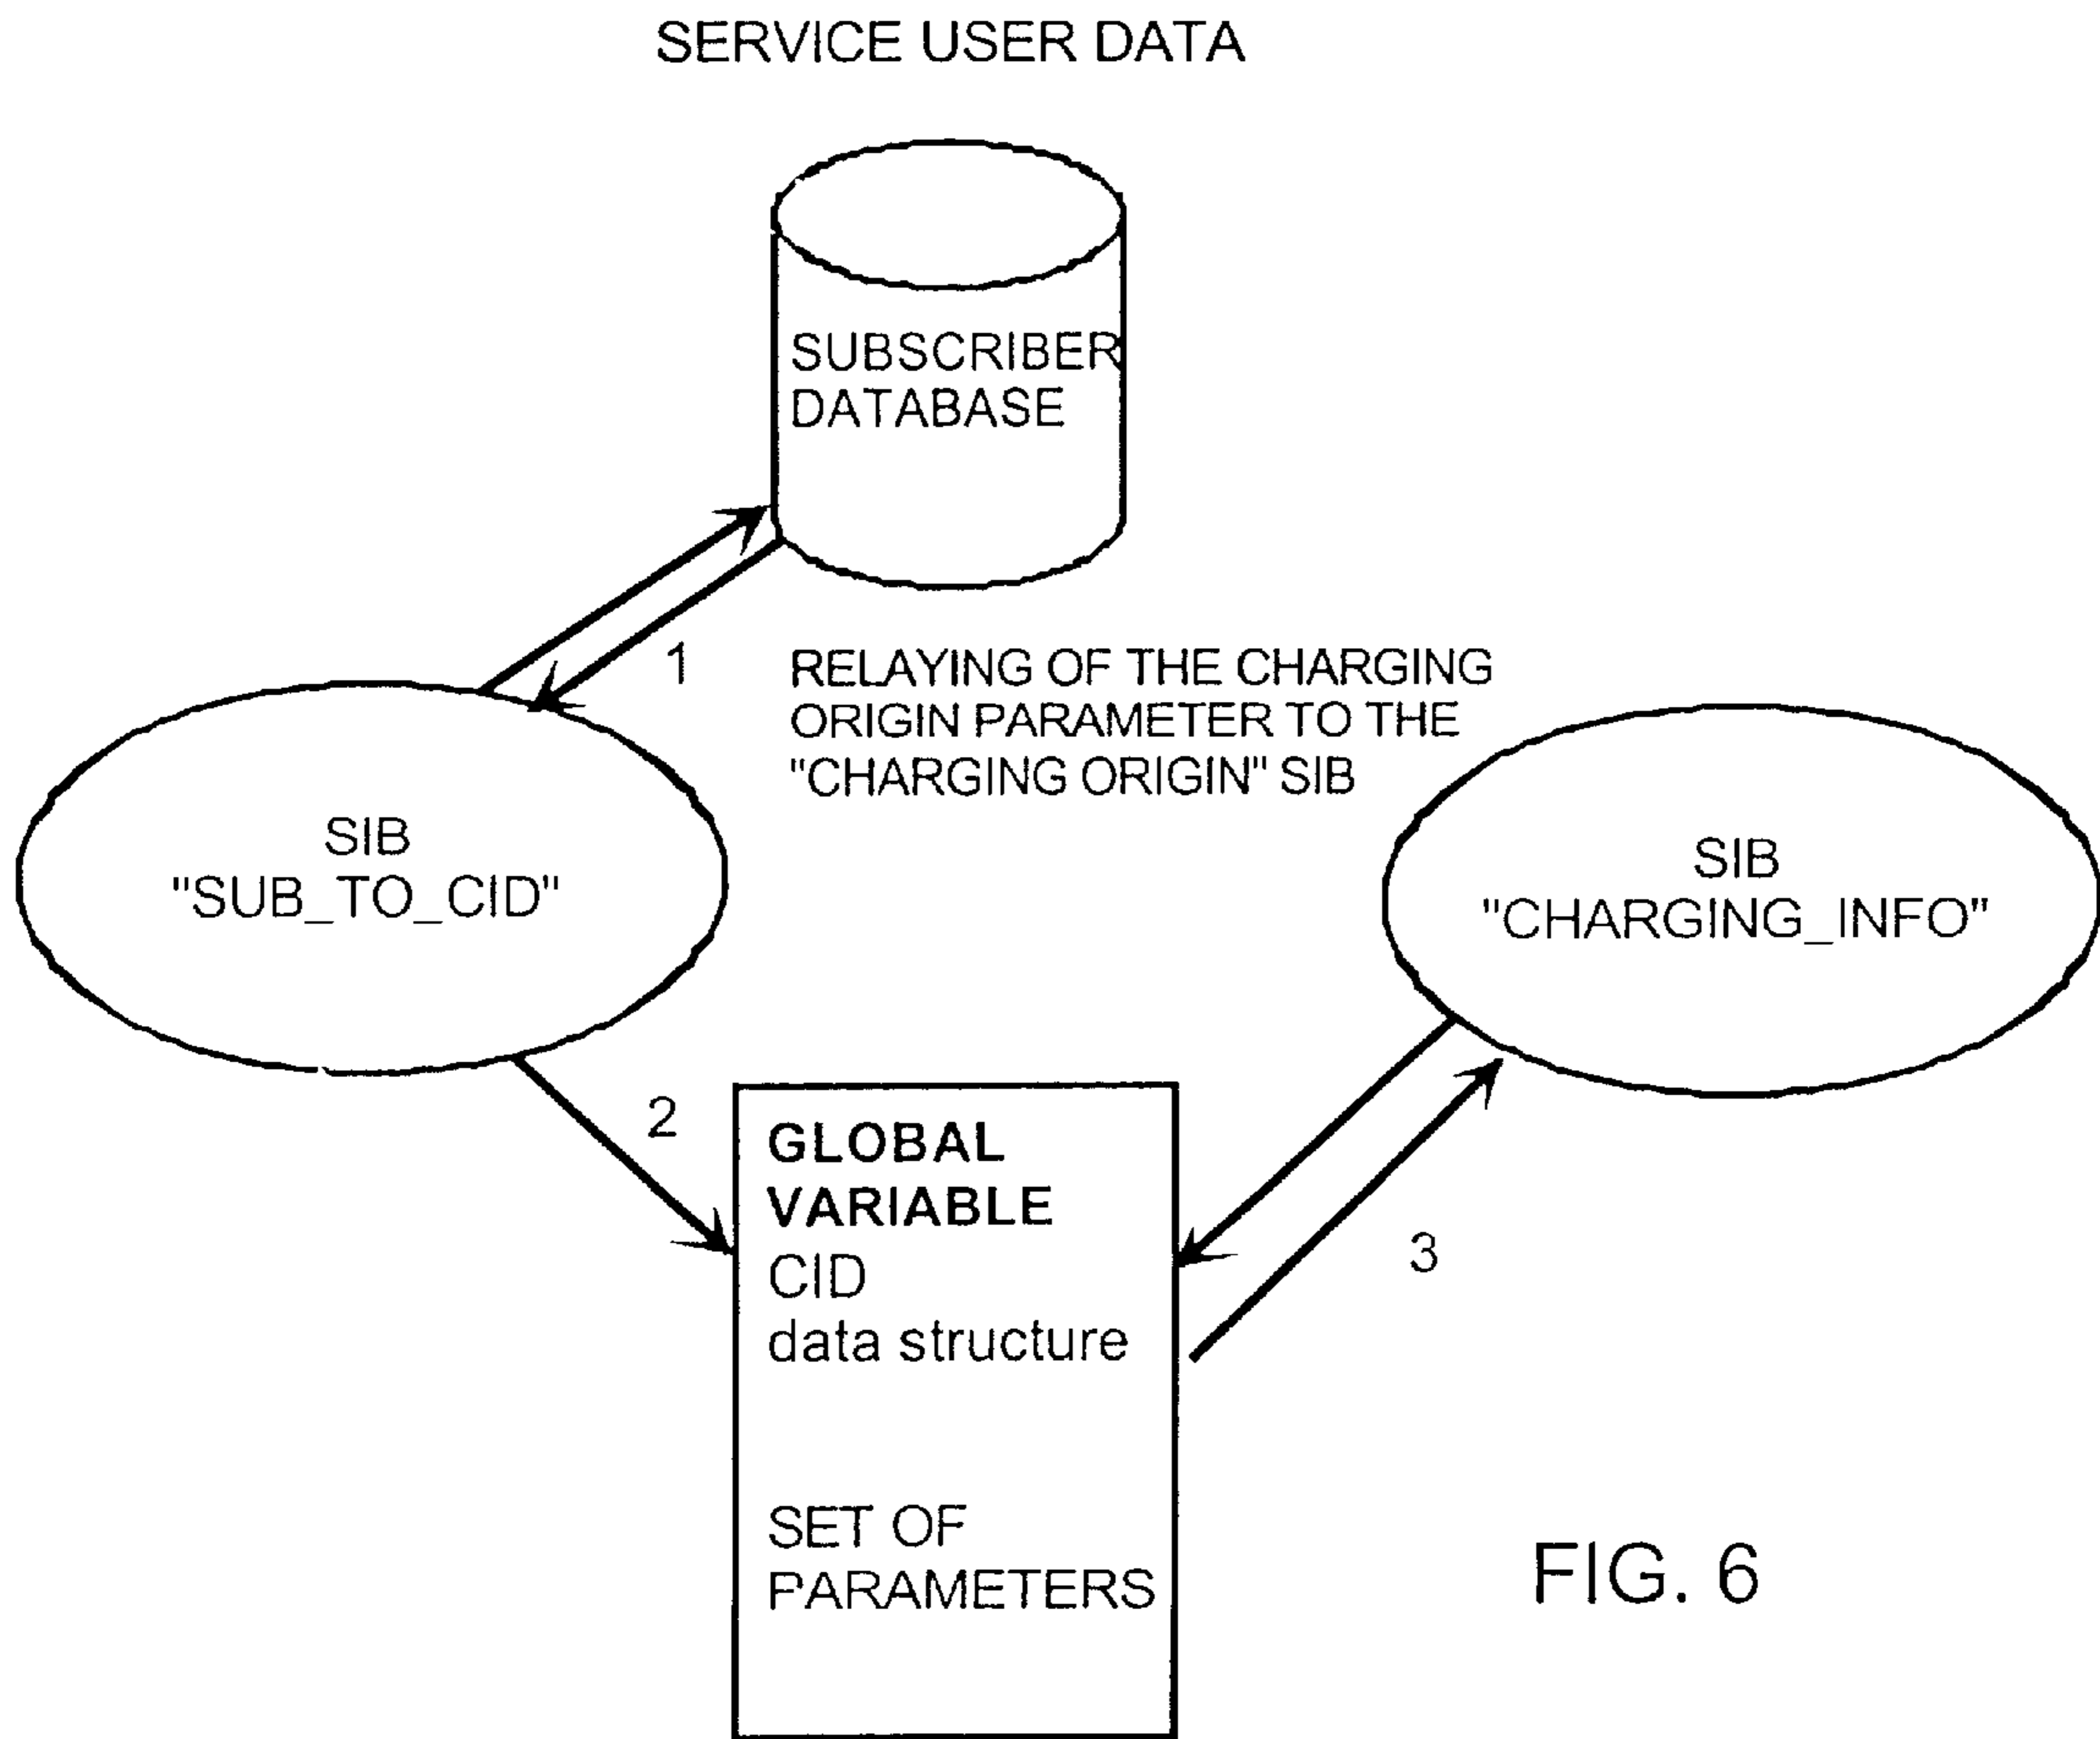 SERVICE USER DATA
SUBSCRIBER
DATABASE
1
RELAYING OF THE CHARGING
ORIGIN PARAMETER TO THE
"CHARGING ORIGIN" SIB
SIB
"SUB_TO_CID"
SIB
"CHARGING_INFO"
2
GLOBAL
VARIABLE
CID
data structure
3
SET OF
PARAMETERS
FIG. 6